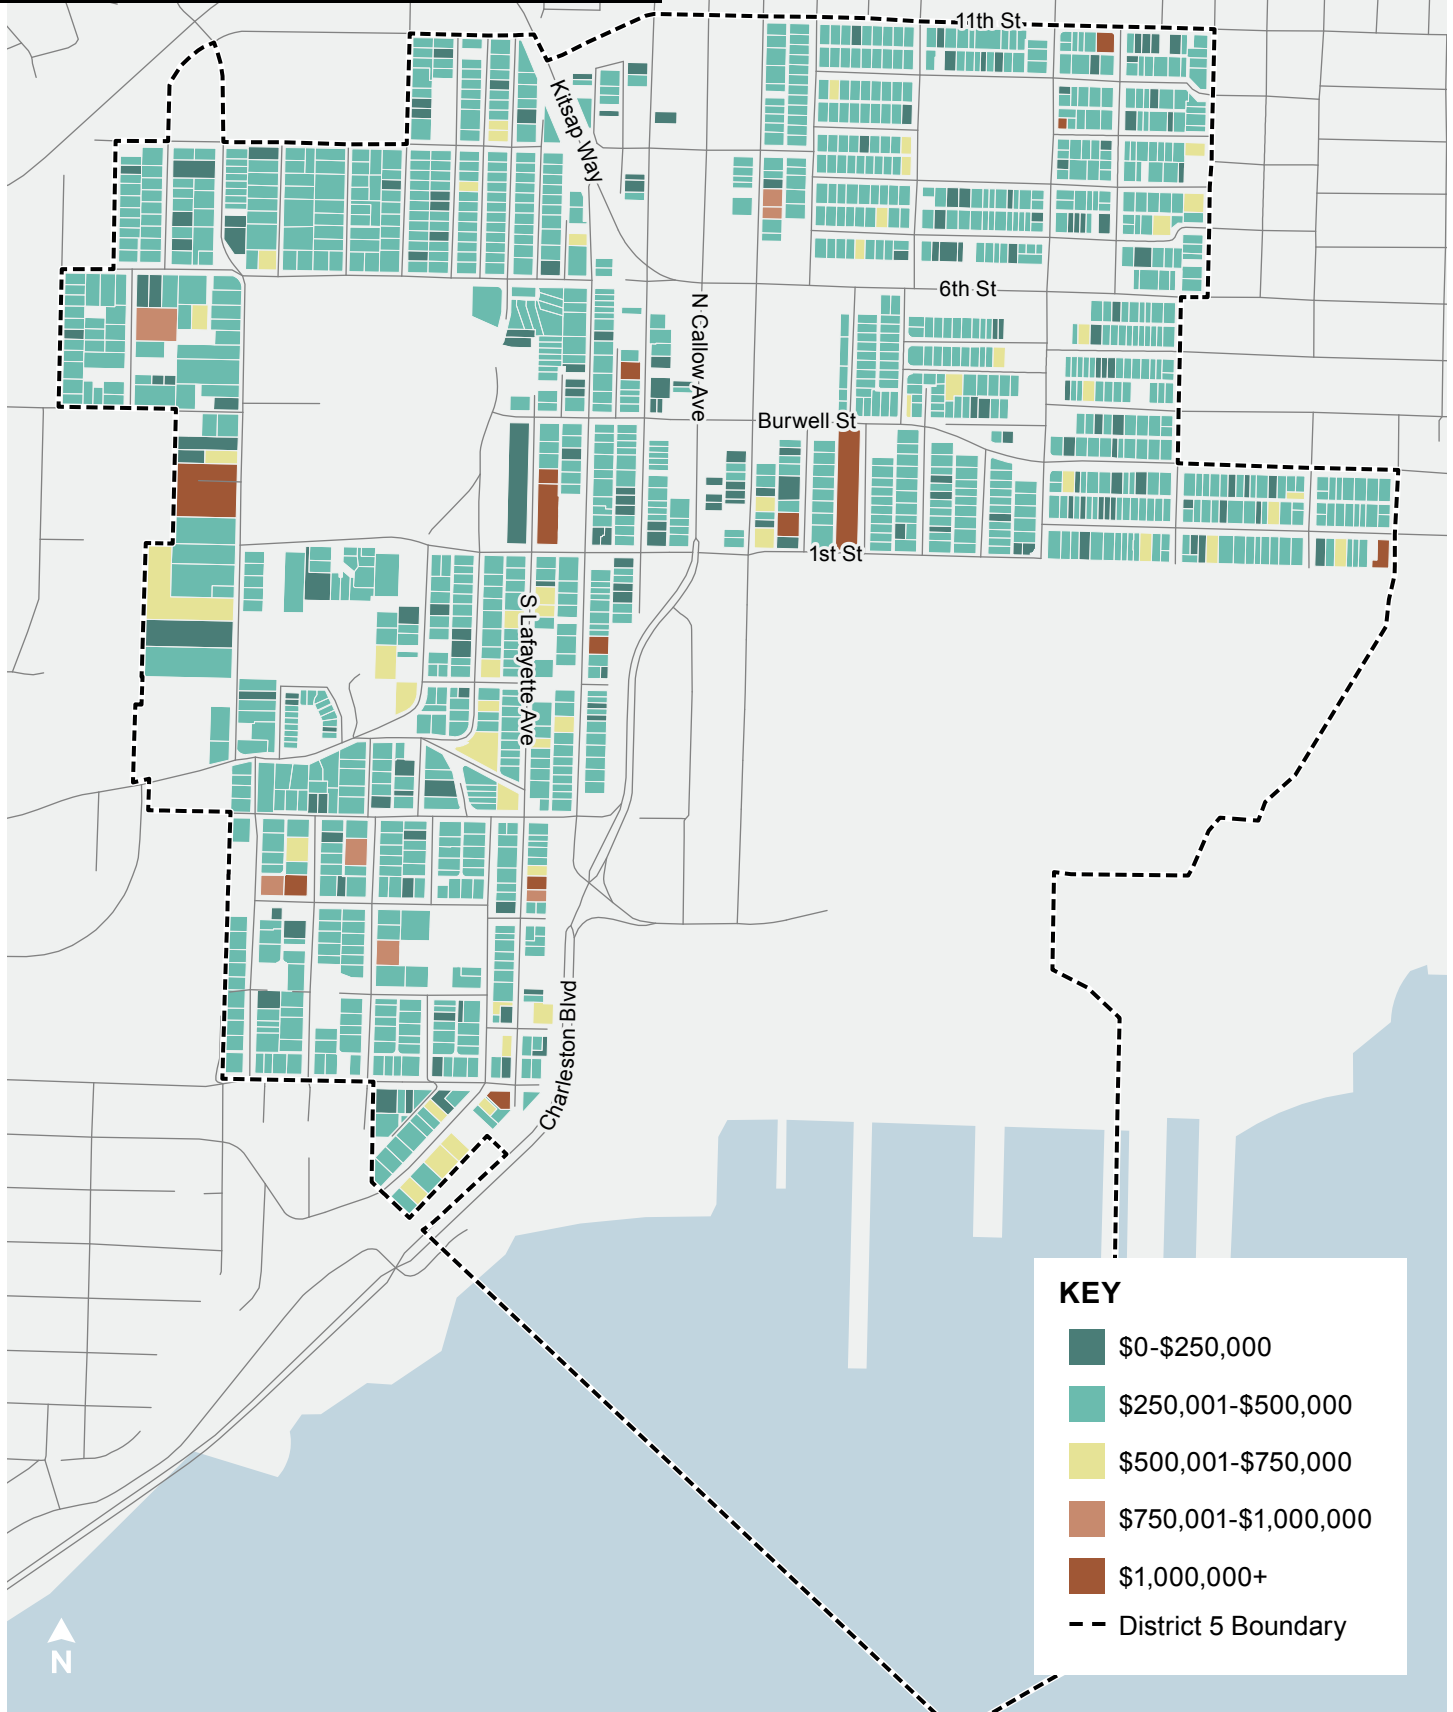 11th St
Kitsap Way
6th St
N Callow Ave
Burwell St
1st St
S Lafayette Ave
Charleston Blvd
KEY
$0-$250,000
$250,001-$500,000
$500,001-$750,000
$750,001-$1,000,000
$1,000,000+
District 5 Boundary
N